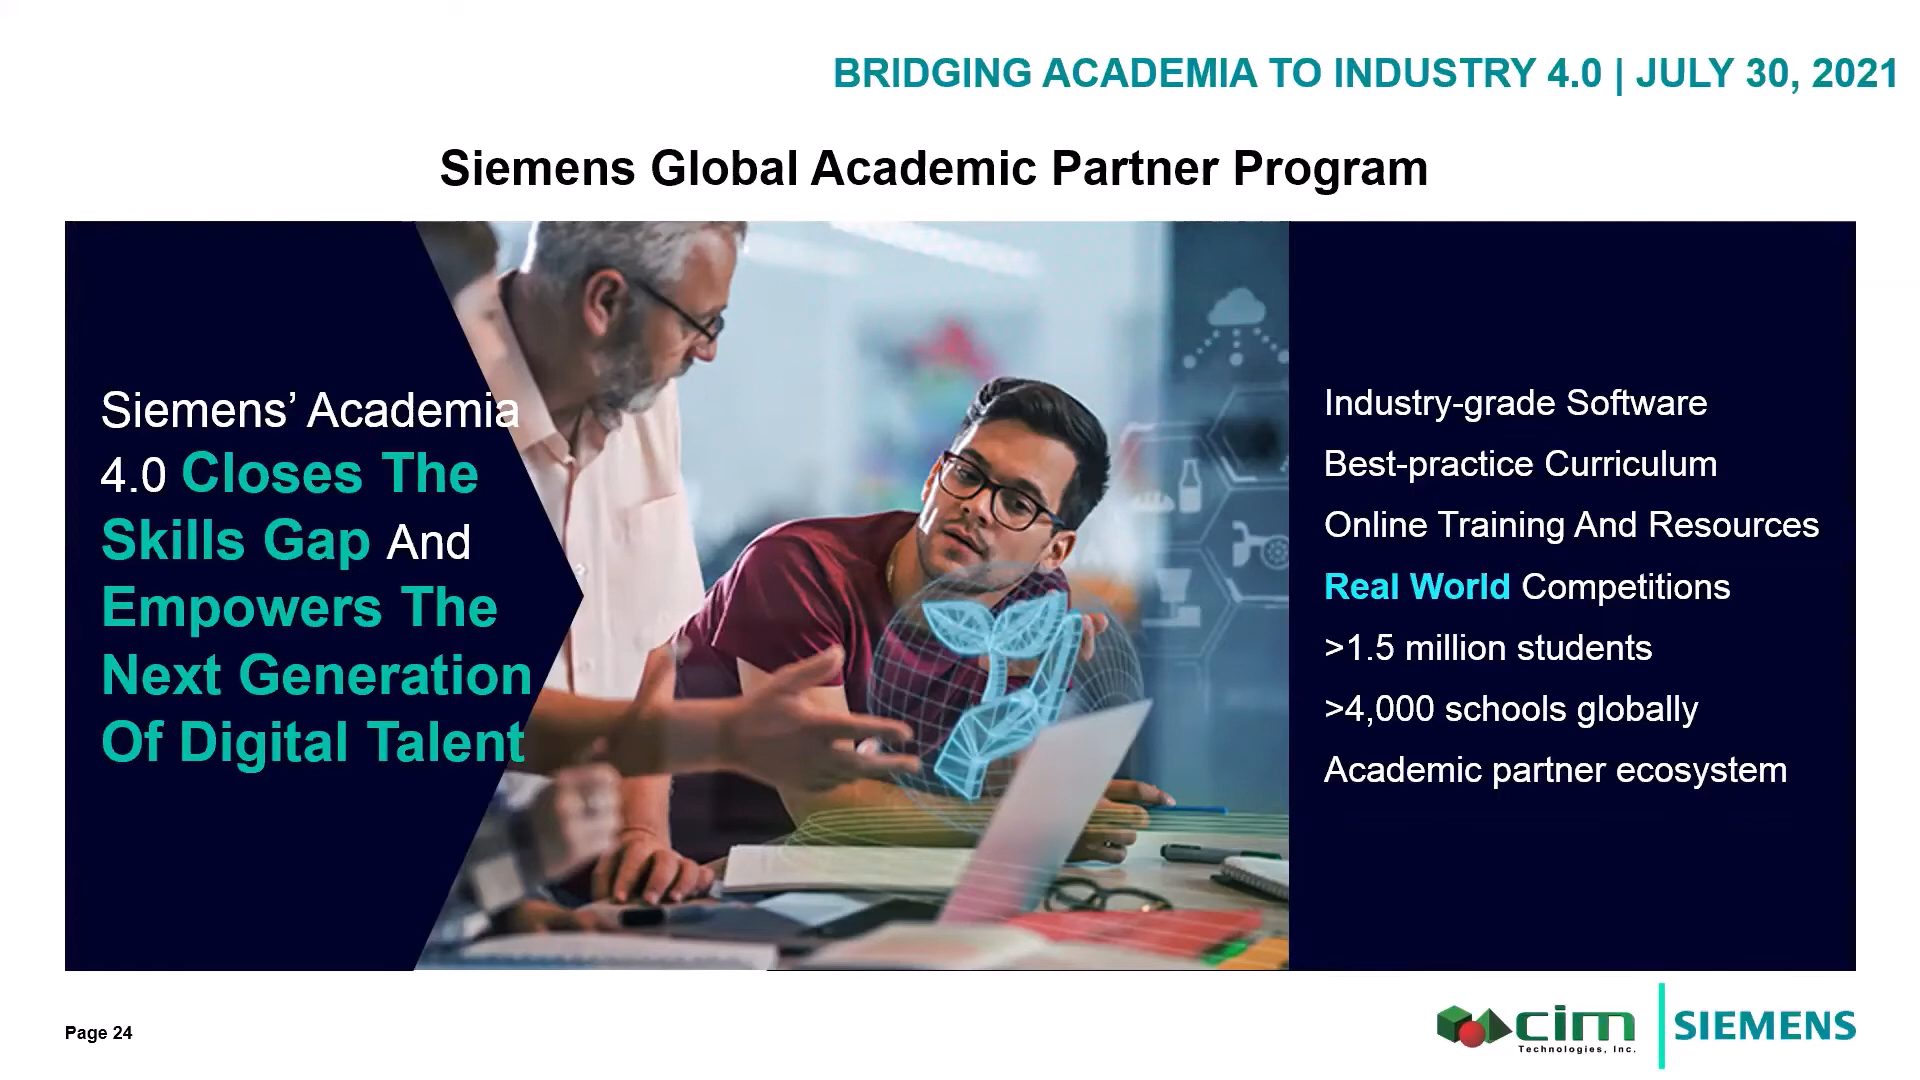 BRIDGING ACADEMIA TO INDUSTRY 4.0 | JULY 30, 2021
Siemens Global Academic Partner Program
Siemens’ Academia
4.0 Closes The
Skills Gap And
Empowers The
Next Generation
Of Digital Talent
Industry-grade Software
Best-practice Curriculum
Online Training And Resources
Real World Competitions
>1.5 million students
>4,000 schools globally
Academic partner ecosystem
Page 24
cim
Technologies, Inc.
SIEMENS